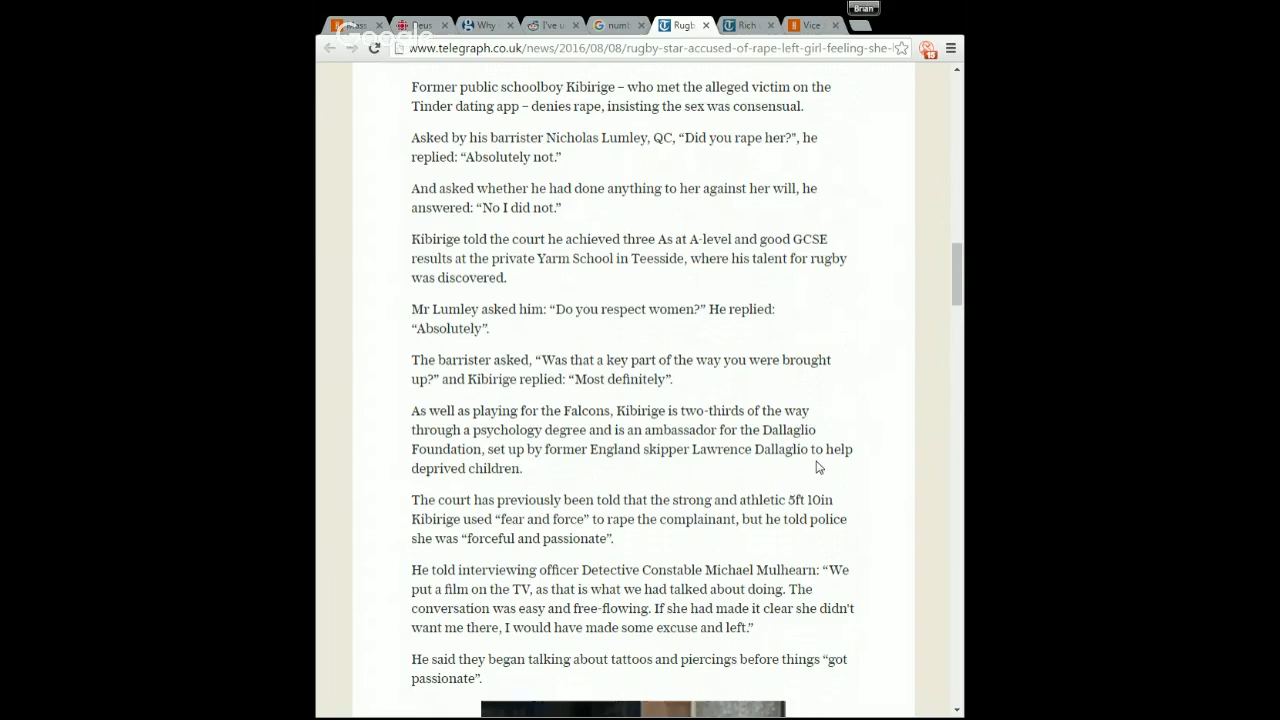 Brian
Mass
Deus
Why
I've u
numb
Rugb
Rich
Vice
Google
www.telegraph.co.uk/news/2016/08/08/rugby-star-accused-of-rape-left-girl-feeling-she-
15
Former public schoolboy Kibirige – who met the alleged victim on the
Tinder dating app – denies rape, insisting the sex was consensual.
Asked by his barrister Nicholas Lumley, QC, “Did you rape her?", he
replied: “Absolutely not.”
And asked whether he had done anything to her against her will, he
answered: “No I did not.”
Kibirige told the court he achieved three As at A-level and good GCSE
results at the private Yarm School in Teesside, where his talent for rugby
was discovered.
Mr Lumley asked him: “Do you respect women?” He replied:
“Absolutely”.
The barrister asked, “Was that a key part of the way you were brought
up?” and Kibirige replied: “Most definitely”.
As well as playing for the Falcons, Kibirige is two-thirds of the way
through a psychology degree and is an ambassador for the Dallaglio
Foundation, set up by former England skipper Lawrence Dallaglio to help
deprived children.
The court has previously been told that the strong and athletic 5ft 10in
Kibirige used “fear and force” to rape the complainant, but he told police
she was “forceful and passionate”.
He told interviewing officer Detective Constable Michael Mulhearn: “We
put a film on the TV, as that is what we had talked about doing. The
conversation was easy and free-flowing. If she had made it clear she didn't
want me there, I would have made some excuse and left.”
He said they began talking about tattoos and piercings before things “got
passionate”.